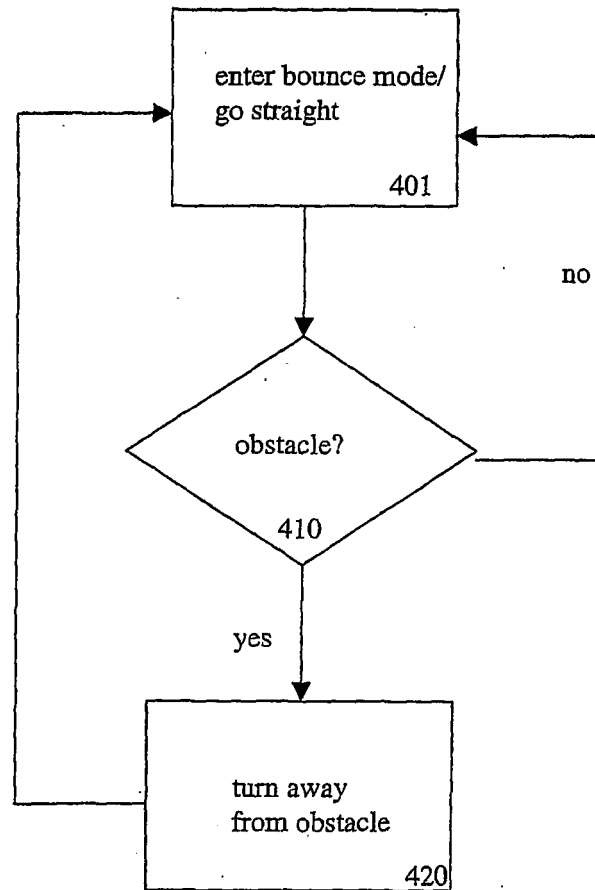 enter bounce mode/
go straight
401
no
obstacle?
410
yes
turn away
from obstacle
420